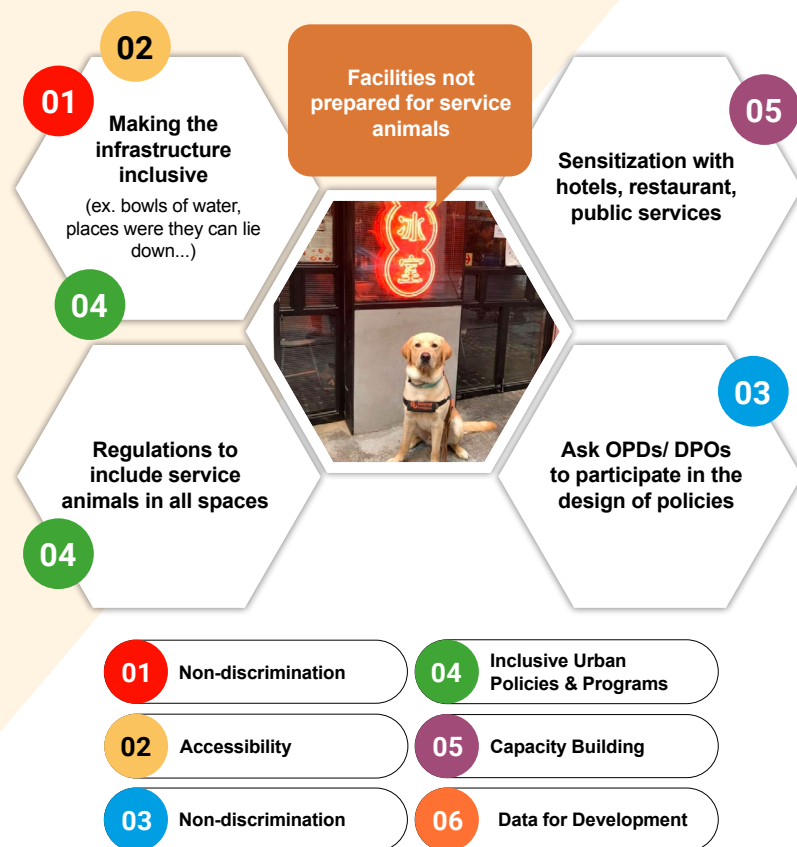 02
01
Making the
infrastructure
inclusive
(ex. bowls of water,
places were they can lie
down...)
04
Facilities not
prepared for service
animals
05
Sensitization with
hotels, restaurant,
public services
冰
室
Regulations to
include service
animals in all spaces
04
03
Ask OPDs/ DPOs
to participate in the
design of policies
01 Non-discrimination
04 Inclusive Urban
Policies & Programs
02 Accessibility
05 Capacity Building
03 Non-discrimination
06 Data for Development